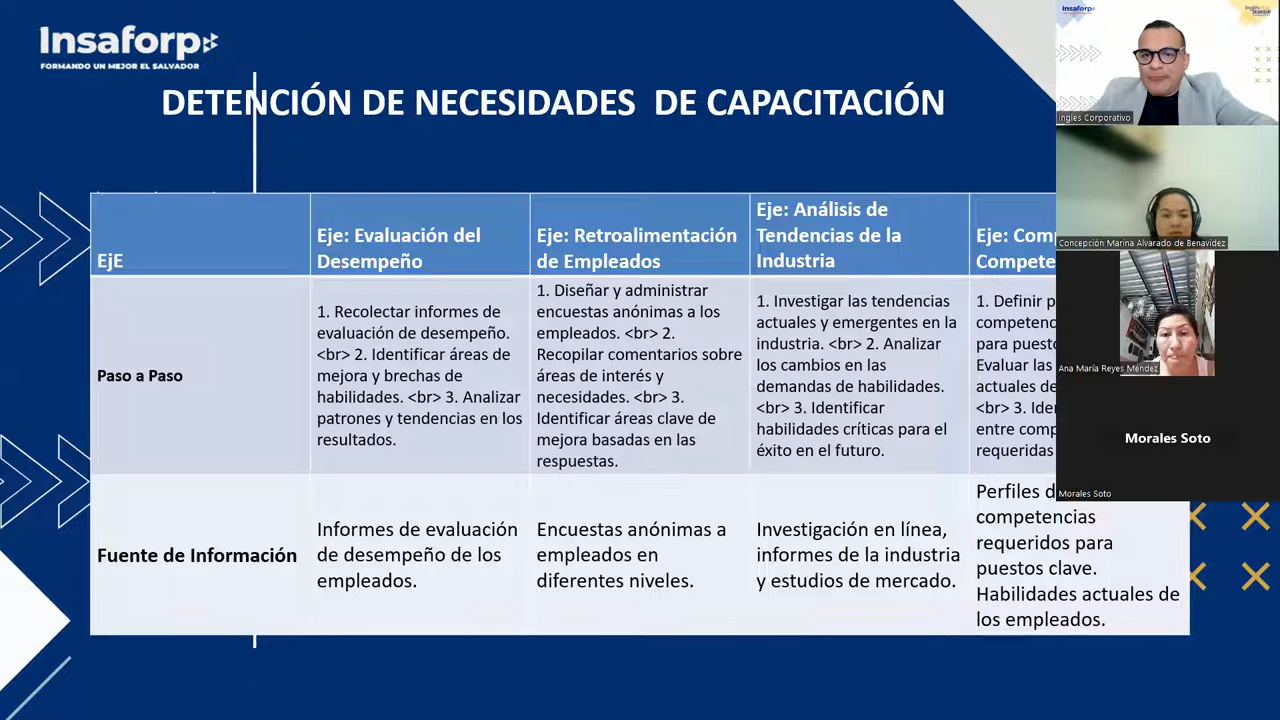 Insaforp
FORMANDO UN MEJOR EL SALVADOR
DETENCIÓN DE NECESIDADES DE CAPACITACIÓN
EjE
Eje: Evaluación del
Desempeño
Eje: Retroalimentación
de Empleados
Eje: Análisis de
Tendencias de la
Industria
Eje: Com
Compete
Paso a Paso
1. Recolectar informes de
evaluación de desempeño.
<br> 2. Identificar áreas de
mejora y brechas de
habilidades. <br> 3. Analizar
patrones y tendencias en los
resultados.
1. Diseñar y administrar
encuestas anónimas a los
empleados. <br> 2.
Recopilar comentarios sobre
áreas de interés y
necesidades. <br> 3.
Identificar áreas clave de
mejora basadas en las
respuestas.
1. Investigar las tendencias
actuales y emergentes en la
industria. <br> 2. Analizar
los cambios en las
demandas de habilidades.
<br> 3. Identificar
habilidades críticas para el
éxito en el futuro.
1. Definir p
competenc
para puesto
Evaluar las
actuales de
<br> 3. Ide
entre comp
requeridas
Fuente de Información
Informes de evaluación
de desempeño de los
empleados.
Encuestas anónimas a
empleados en
diferentes niveles.
Investigación en línea,
informes de la industria
y estudios de mercado.
Perfiles d
competencias
requeridos para
puestos clave.
Habilidades actuales de
los empleados.
Insaforp
Ingles Corporativo
Concepción Marina Alvarado de Benavidez
Ana María Reyes Mendez
Morales Soto
Morales Soto